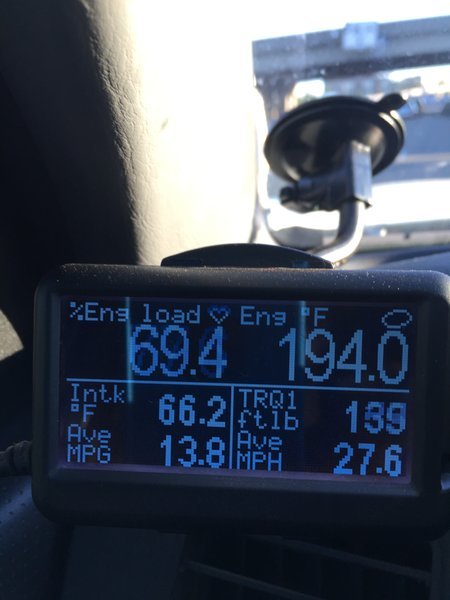 %Eng load Eng °F
69.4 194.0
Intk °F 66.2
TRQ1 ftlb
Ave MPG 13.8
Ave MPH 27.6